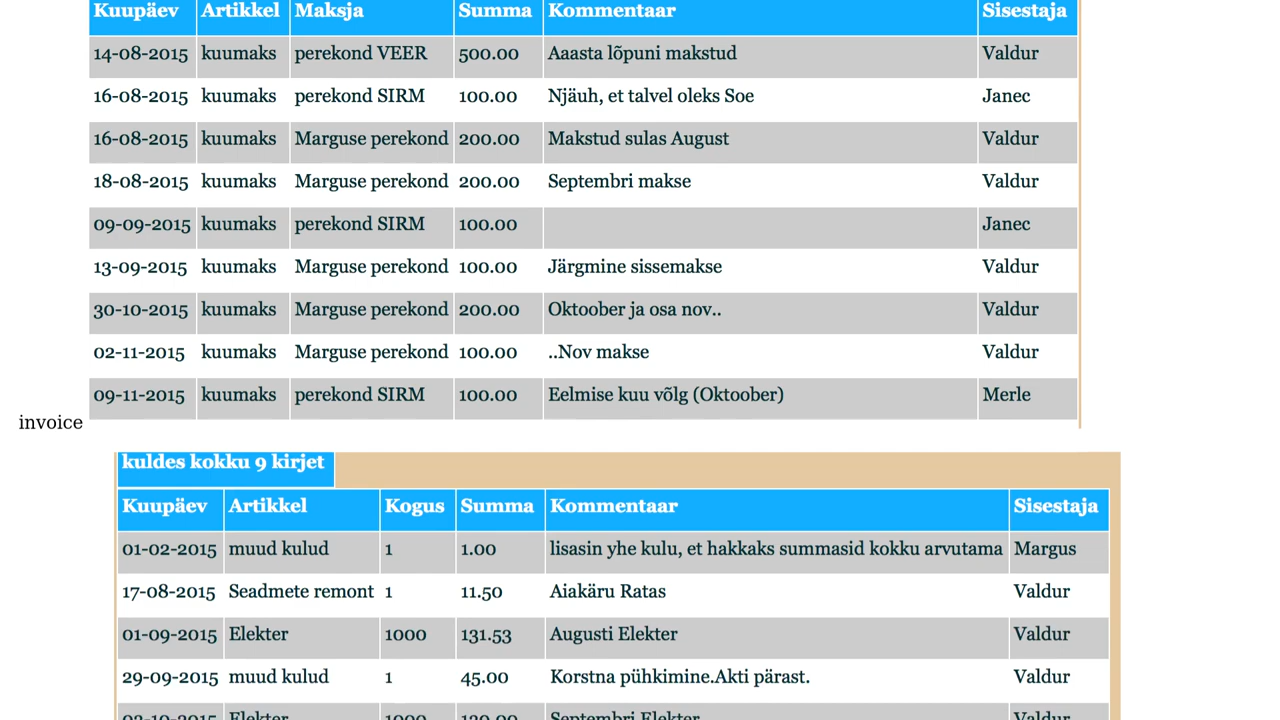 Kuupäev Artikkel Maksja Summa Kommentaar Sisestaja
14-08-2015 kuumaks perekond VEER 500.00 Aaasta lõpuni makstud Valdur
16-08-2015 kuumaks perekond SIRM 100.00 Njäuh, et talvel oleks Soe Janec
16-08-2015 kuumaks Marguse perekond 200.00 Makstud sulas August Valdur
18-08-2015 kuumaks Marguse perekond 200.00 Septembri makse Valdur
09-09-2015 kuumaks perekond SIRM 100.00 Janec
13-09-2015 kuumaks Marguse perekond 100.00 Järgmine sissemakse Valdur
30-10-2015 kuumaks Marguse perekond 200.00 Oktoober ja osa nov.. Valdur
02-11-2015 kuumaks Marguse perekond 100.00 ..Nov makse Valdur
09-11-2015 kuumaks perekond SIRM 100.00 Eelmise kuu võlg (Oktoober) Merle
invoice
kuldes kokku 9 kirjet
Kuupäev Artikkel Kogus Summa Kommentaar Sisestaja
01-02-2015 muud kulud 1 1.00 lisasin yhe kulu, et hakkaks summasid kokku arvutama Margus
17-08-2015 Seadmete remont 1 11.50 Aiakäru Ratas Valdur
01-09-2015 Elekter 1000 131.53 Augusti Elekter Valdur
29-09-2015 muud kulud 1 45.00 Korstna pühkimine.Akti pärast. Valdur
Elekter 1000 Septembri Elekter Valdur